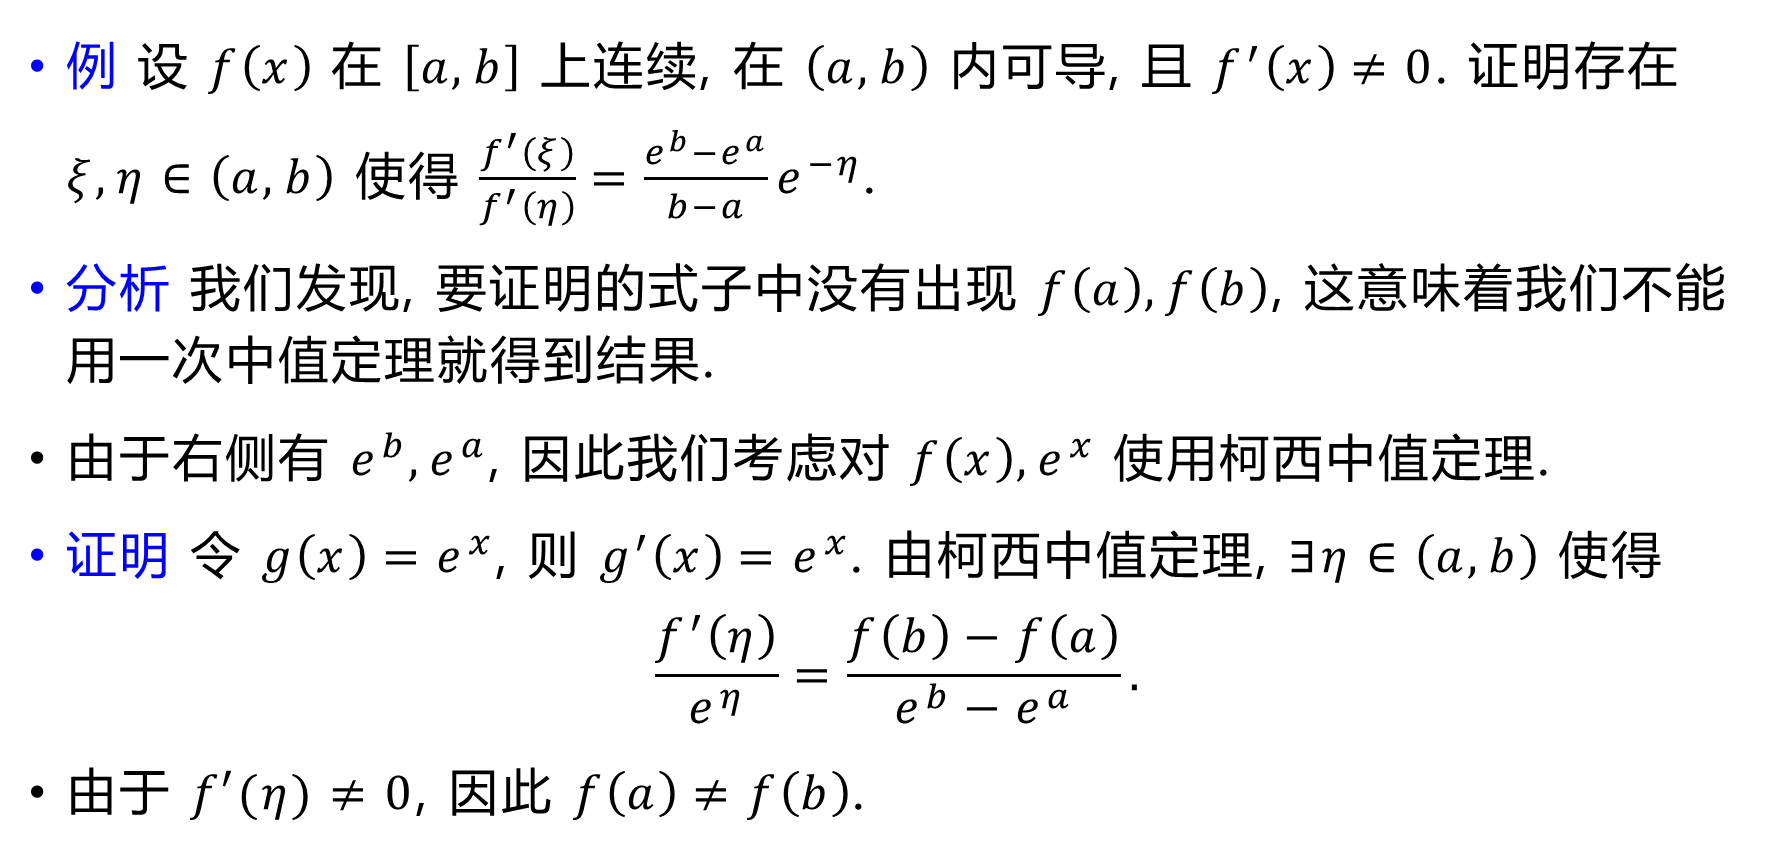 • 例 设 f(x) 在 [a, b] 上连续, 在 (a, b) 内可导, 且 f′(x) ≠ 0. 证明存在
ξ, η ∈ (a, b) 使得 \frac{f′(ξ)}{f′(η)} = \frac{e^b−e^a}{b−a} e^{−η}.
• 分析 我们发现, 要证明的式子中没有出现 f(a), f(b), 这意味着我们不能
用一次中值定理就得到结果.
• 由于右侧有 e^b, e^a, 因此我们考虑对 f(x), e^x 使用柯西中值定理.
• 证明 令 g(x) = e^x, 则 g′(x) = e^x. 由柯西中值定理, ∃η ∈ (a, b) 使得
\frac{f′(η)}{e^η} = \frac{f(b) − f(a)}{e^b − e^a}.
• 由于 f′(η) ≠ 0, 因此 f(a) ≠ f(b).